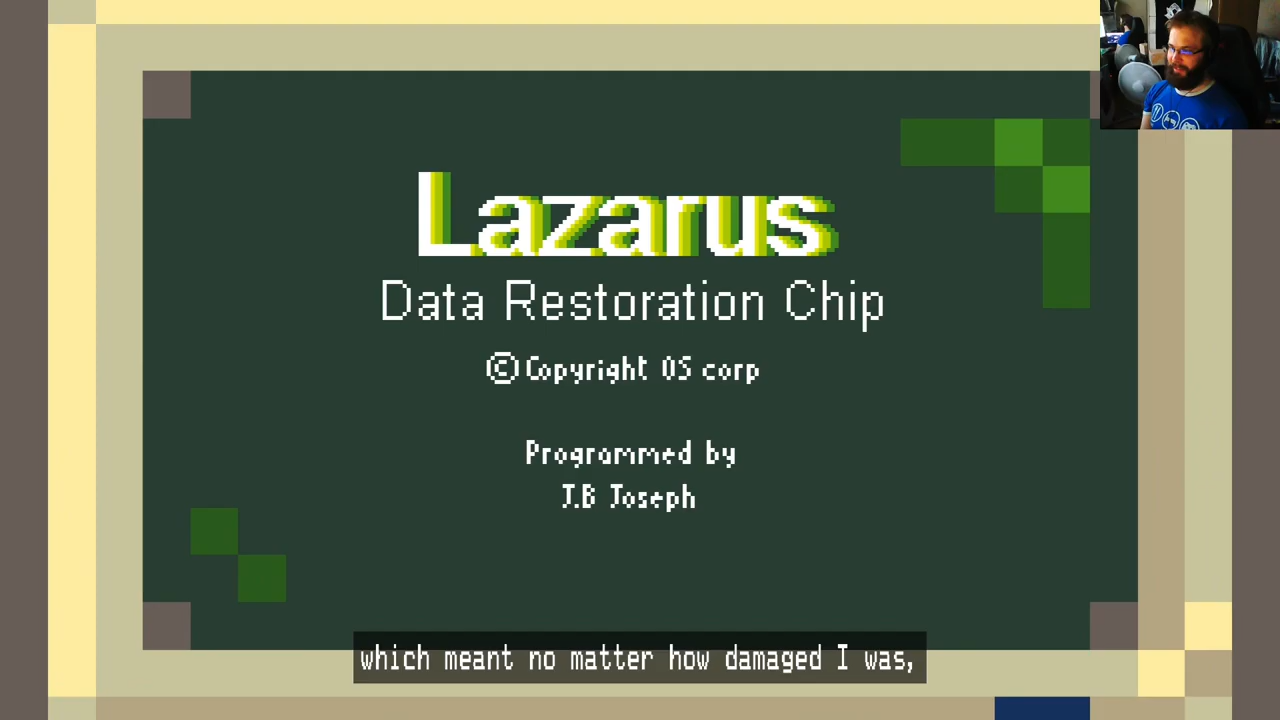 Lazarus
Data Restoration Chip
©Copyright OS corp
Programmed by
J.B Joseph
which meant no matter how damaged I was,